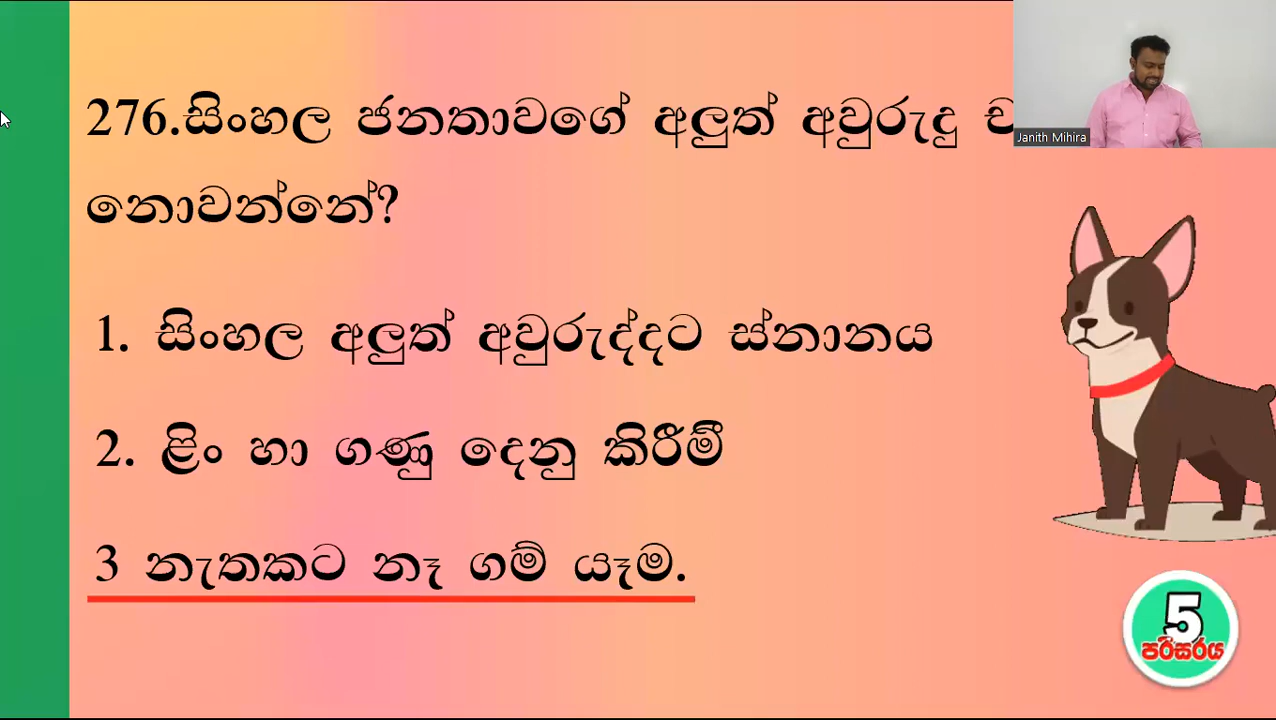 276.සිංහල ජනතාවගේ අලුත් අවුරුදු
Janith Mihira
නොවන්නේ?
1. සිංහල අලුත් අවුරුද්දට ස්නානය
2. ළිං හා ගණු දෙනු කිරීම්
3 නැතකට නෑ ගම් යෑම.
5
පරිසරය